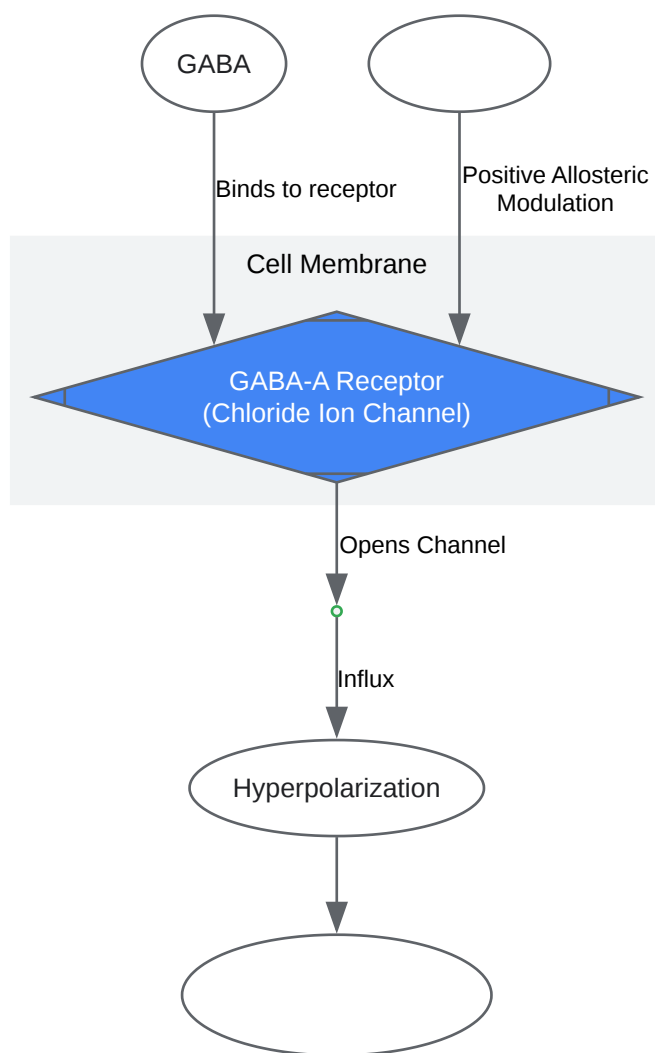 GABA
Binds to receptor
Positive Allosteric
Modulation
Cell Membrane
GABA-A Receptor
(Chloride Ion Channel)
Opens Channel
Influx
Hyperpolarization